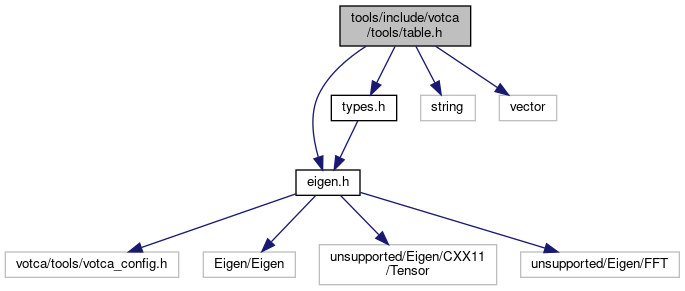 tools/include/votca
/tools/table.h
types.h
string
vector
eigen.h
votca/tools/votca_config.h
Eigen/Eigen
unsupported/Eigen/CXX11
/Tensor
unsupported/Eigen/FFT